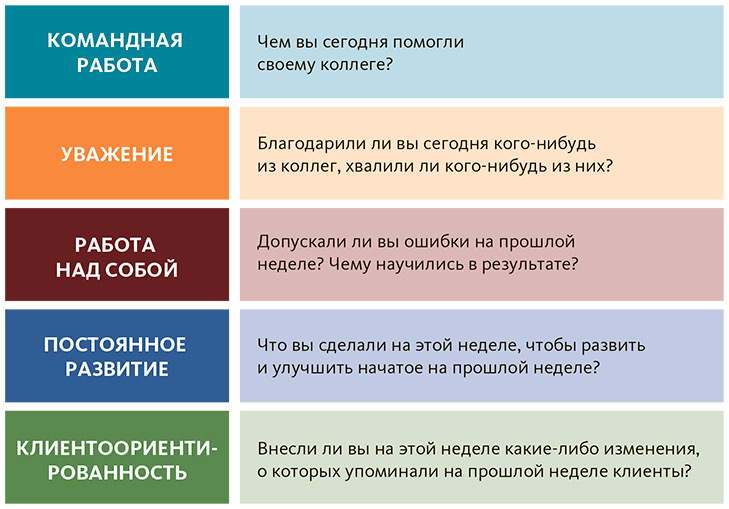 КОМАНДНАЯ
РАБОТА
Чем вы сегодня помогли
своему коллеге?
УВАЖЕНИЕ
Благодарили ли вы сегодня кого-нибудь
из коллег, хвалили ли кого-нибудь из них?
РАБОТА
НАД СОБОЙ
Допускали ли вы ошибки на прошлой
неделе? Чему научились в результате?
ПОСТОЯННОЕ
РАЗВИТИЕ
Что вы сделали на этой неделе, чтобы развить
и улучшить начатое на прошлой неделе?
КЛИЕНТООРИЕНТИ-
РОВАННОСТЬ
Внесли ли вы на этой неделе какие-либо изменения,
о которых упоминали на прошлой неделе клиенты?